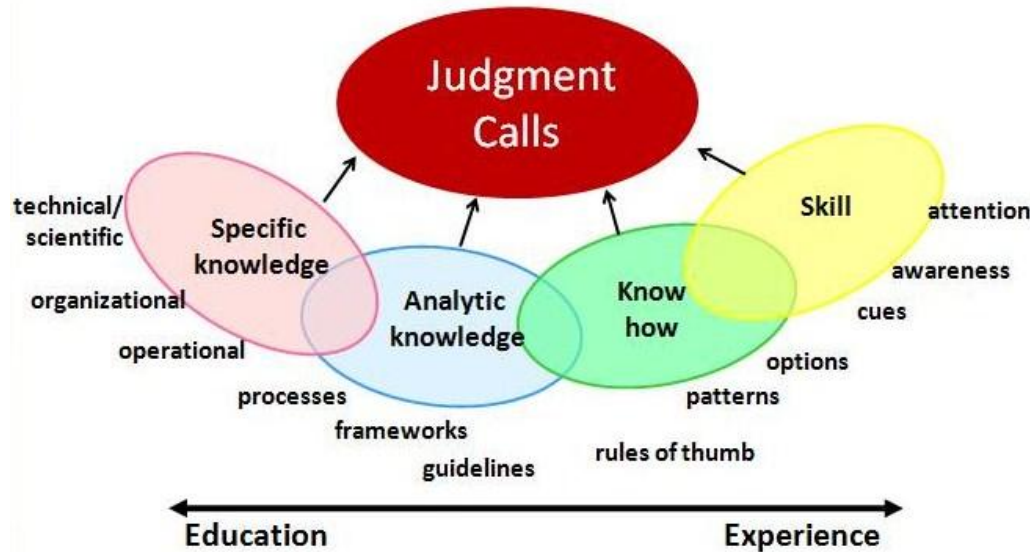 Judgment
Calls
technical/
scientific
Specific
knowledge
organizational
operational
Analytic
knowledge
processes
frameworks
guidelines
Know
how
rules of thumb
patterns
options
Skill
attention
awareness
cues
Education
Experience